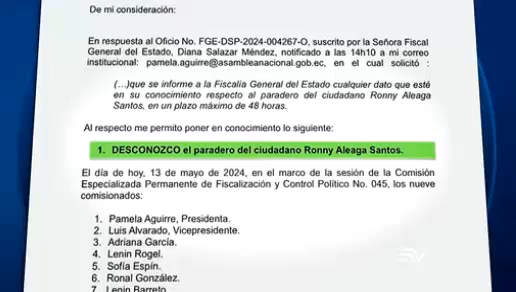 De mi consideración:
En respuesta al Oficio No. FGE-DSP-2024-004267-O, suscrito por la Señora Fiscal
General del Estado, Diana Salazar Méndez, notificado a las 14h10 a mi correo
institucional: pamela.aguirre@asambleanacional.gob.ec, en el cual solicitó :
(…)que se informe a la Fiscalía General del Estado cualquier dato que esté
en su conocimiento respecto al paradero del ciudadano Ronny Aleaga
Santos, en un plazo máximo de 48 horas.
Al respecto me permito poner en conocimiento lo siguiente:
1. DESCONOZCO el paradero del ciudadano Ronny Aleaga Santos.
El día de hoy, 13 de mayo de 2024, en el marco de la sesión de la Comisión
Especializada Permanente de Fiscalización y Control Político No. 045, los nueve
comisionados:
1. Pamela Aguirre, Presidenta.
2. Luis Alvarado, Vicepresidente.
3. Adriana García.
4. Lenin Rogel.
5. Sofía Espín.
6. Ronal González.
7. Lenin Barreto.